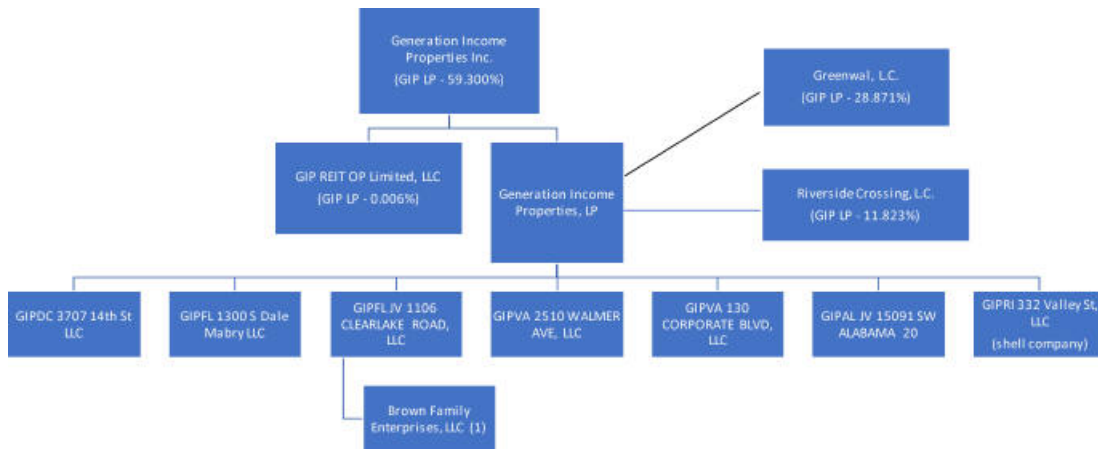 Generation Income
Properties Inc.
(GIP LP - 59.300%)
Greenwal, L.C.
(GIP LP - 28.871%)
GIP REIT OP Limited, LLC
(GIP LP - 0.006%)
Generation Income
Properties, LP
Riverside Crossing, L.C.
(GIP LP - 11.823%)
GIPDC 3707 14th St
LLC
GIPFL 1300 S Dale
Mabry LLC
GIPFL JV 1106
CLEARLAKE ROAD,
LLC
GIPVA 2510 WALMER
AVE, LLC
GIPVA 130
CORPORATE BLVD,
LLC
GIPAL JV 15091 SW
ALABAMA 20
GIPRI 332 Valley St,
LLC
(shell company)
Brown Family
Enterprises, LLC (1)